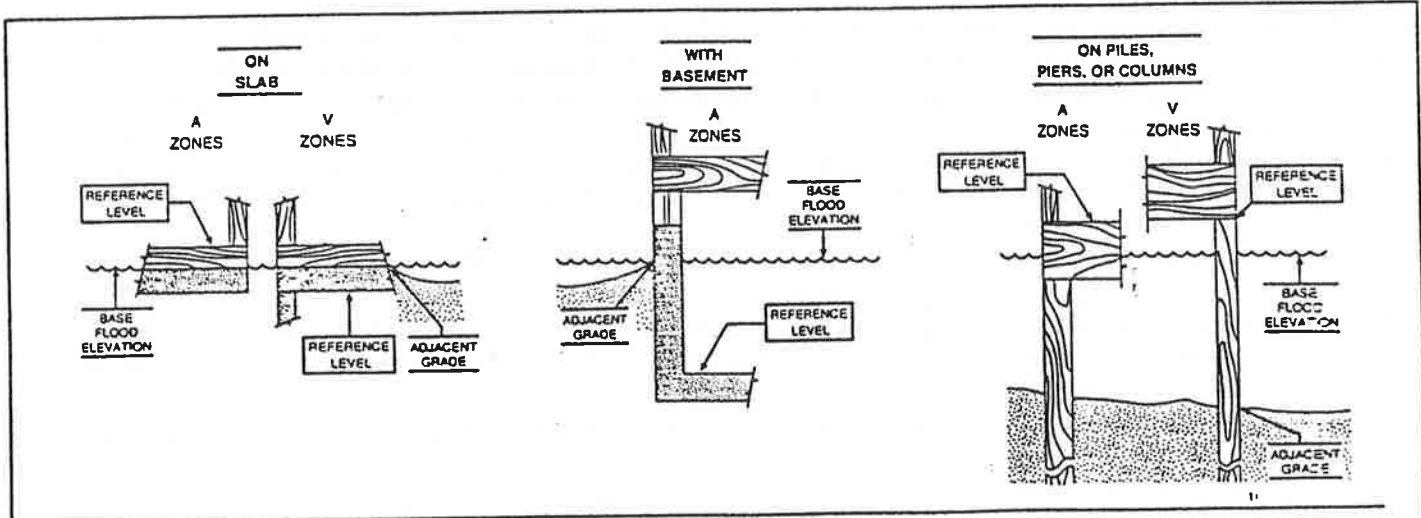 ON
SLAB
A
ZONES
V
ZONES
REFERENCE
LEVEL
BASE
FLOOD
ELEVATION
REFERENCE
LEVEL
ADJACENT
GRADE
WITH
BASEMENT
A
ZONES
BASE
FLOOD
ELEVATION
ADJACENT
GRADE
REFERENCE
LEVEL
ON PILES,
PIERS, OR COLUMNS
A
ZONES
V
ZONES
REFERENCE
LEVEL
REFERENCE
LEVEL
BASE
FLOOD
ELEVATION
ADJACENT
GRADE